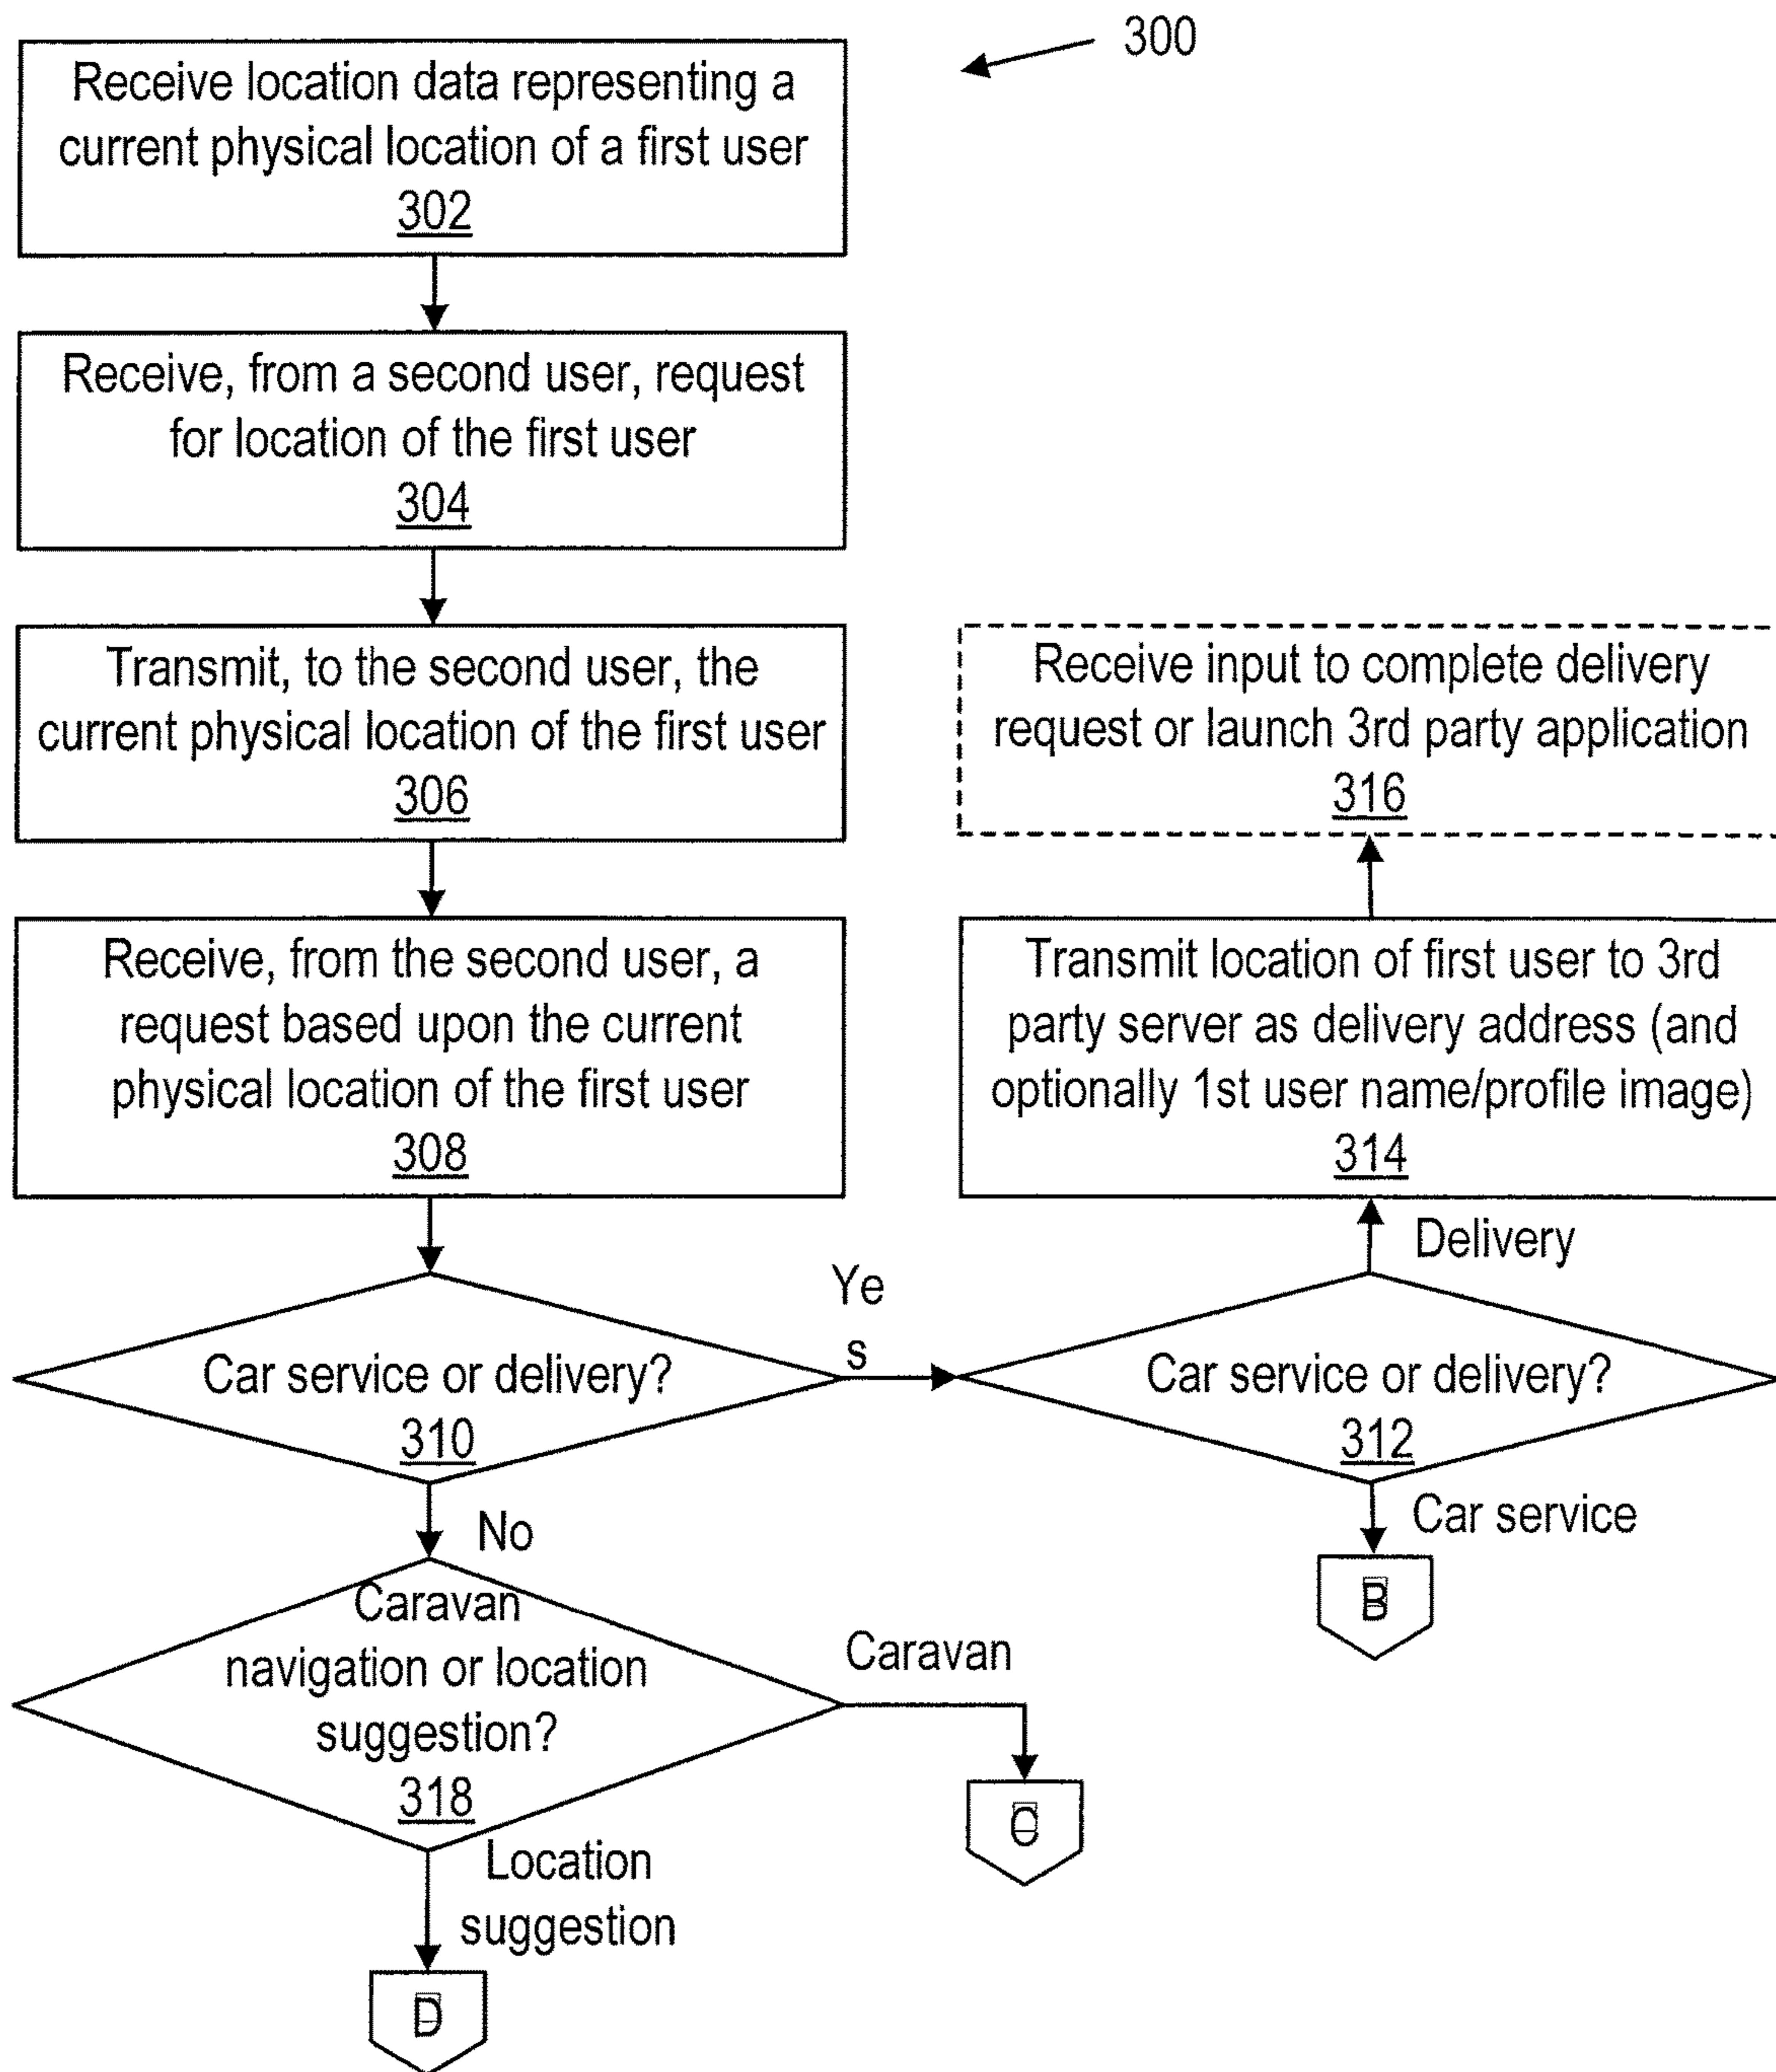 300
Receive location data representing a
current physical location of a first user
302
Receive, from a second user, request
for location of the first user
304
Transmit, to the second user, the
current physical location of the first user
306
Receive, from the second user, a
request based upon the current
physical location of the first user
308
Car service or delivery?
310
Ye
s
No
Receive input to complete delivery
request or launch 3rd party application
316
Transmit location of first user to 3rd
party server as delivery address (and
optionally 1st user name/profile image)
314
Delivery
Car service or delivery?
312
Car service
B
Caravan
navigation or location
suggestion?
318
Caravan
C
Location
suggestion
D